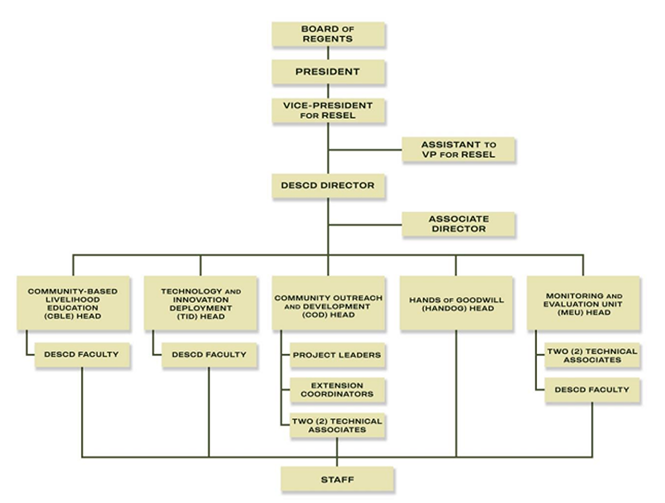 BOARD OF
REGENTS
PRESIDENT
VICE-PRESIDENT
FOR RESEL
ASSISTANT TO
VP FOR RESEL
DESCD DIRECTOR
ASSOCIATE
DIRECTOR
COMMUNITY-BASED
LIVELIHOOD
EDUCATION
(CBLE) HEAD
TECHNOLOGY AND
INNOVATION
DEPLOYMENT
(TID) HEAD
COMMUNITY OUTREACH
AND DEVELOPMENT
(COD) HEAD
HANDS OF GOODWILL
(HANDOG) HEAD
MONITORING AND
EVALUATION UNIT
(MEU) HEAD
DESCD FACULTY
DESCD FACULTY
PROJECT LEADERS
EXTENSION
COORDINATORS
TWO (2) TECHNICAL
ASSOCIATES
TWO (2) TECHNICAL
ASSOCIATES
DESCD FACULTY
STAFF